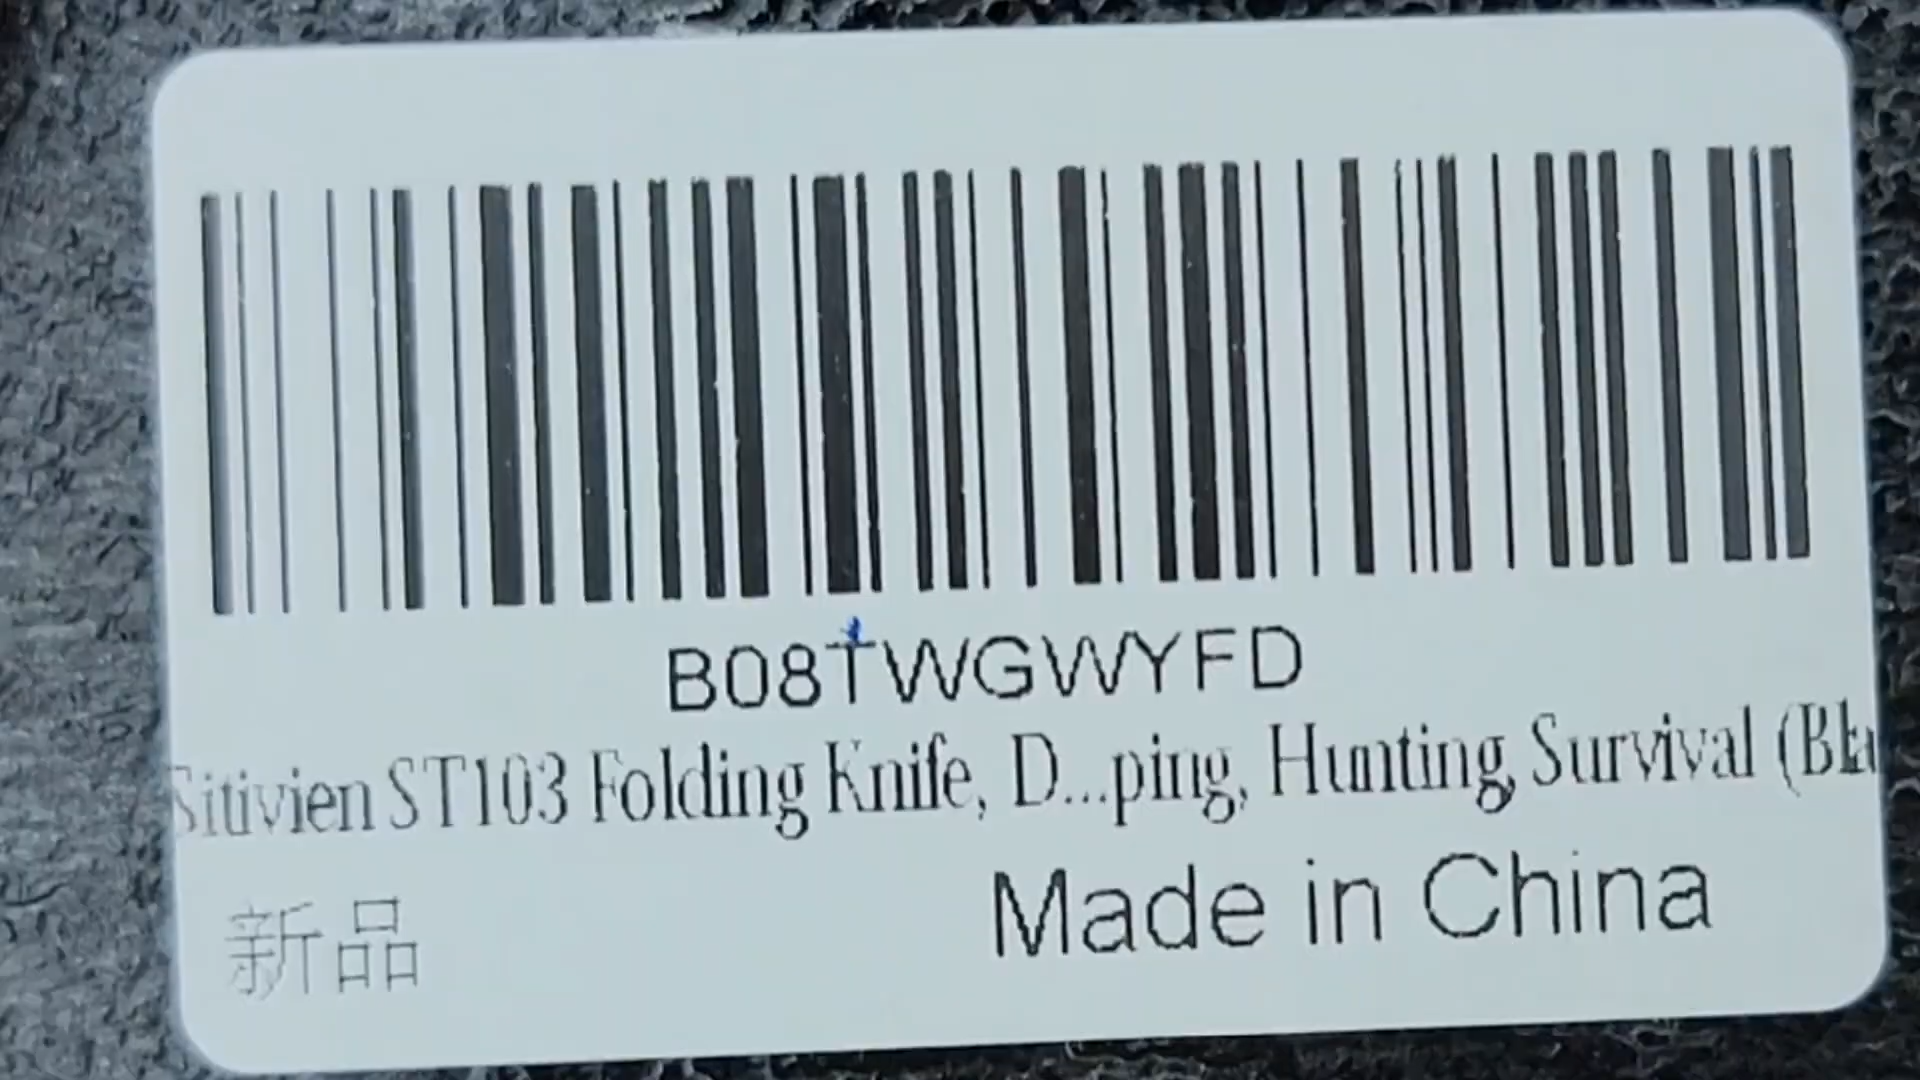 B08TWGWYFD
Sitivien ST103 Folding Knife, D...ping, Hunting, Survival (Bla
新品
Made in China